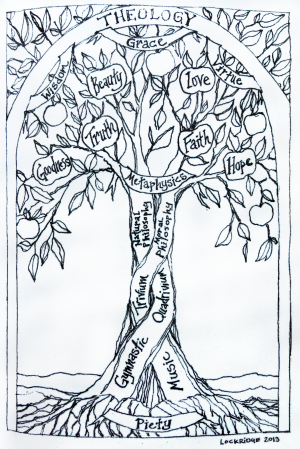 THEOLOGY
Grace
Wisdom
Virtue
Beauty
Love
Truth
Faith
Goodness
Hope
Metaphysics
Natural
Philosophy
Moral
Philosophy
Trivium
Quadrivium
Gymnastic
Music
Piety
LOCKRIDGE 2013